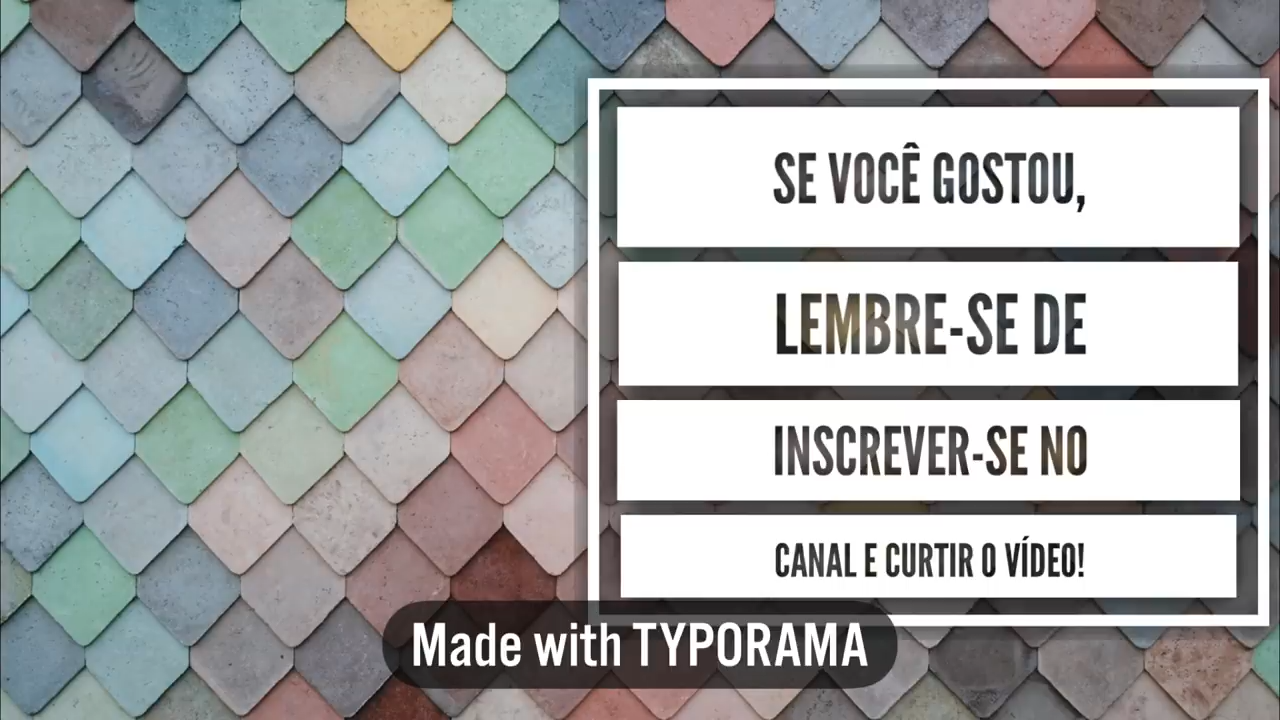 SE VOCÊ GOSTOU,
LEMBRE-SE DE
INSCREVER-SE NO
CANAL E CURTIR O VÍDEO!
Made with TYPORAMA